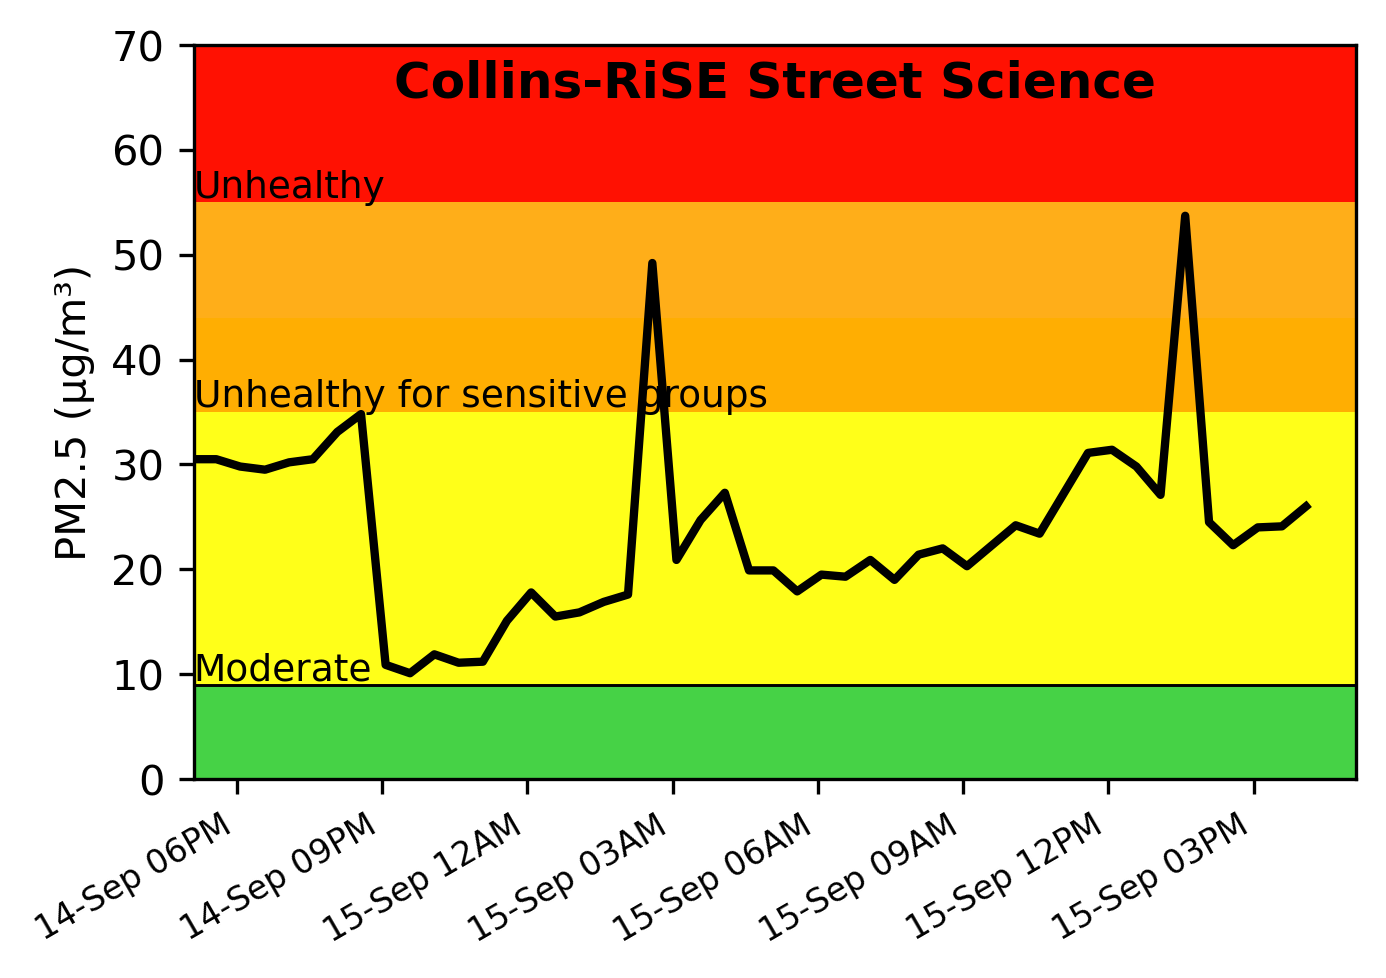 Collins-RiSE Street Science
70
60
Unhealthy
50
40
Unhealthy for sensitive groups
30
20
Moderate
10
0
PM2.5 (µg/m³)
14-Sep 06PM
14-Sep 09PM
15-Sep 12AM
15-Sep 03AM
15-Sep 06AM
15-Sep 09AM
15-Sep 12PM
15-Sep 03PM